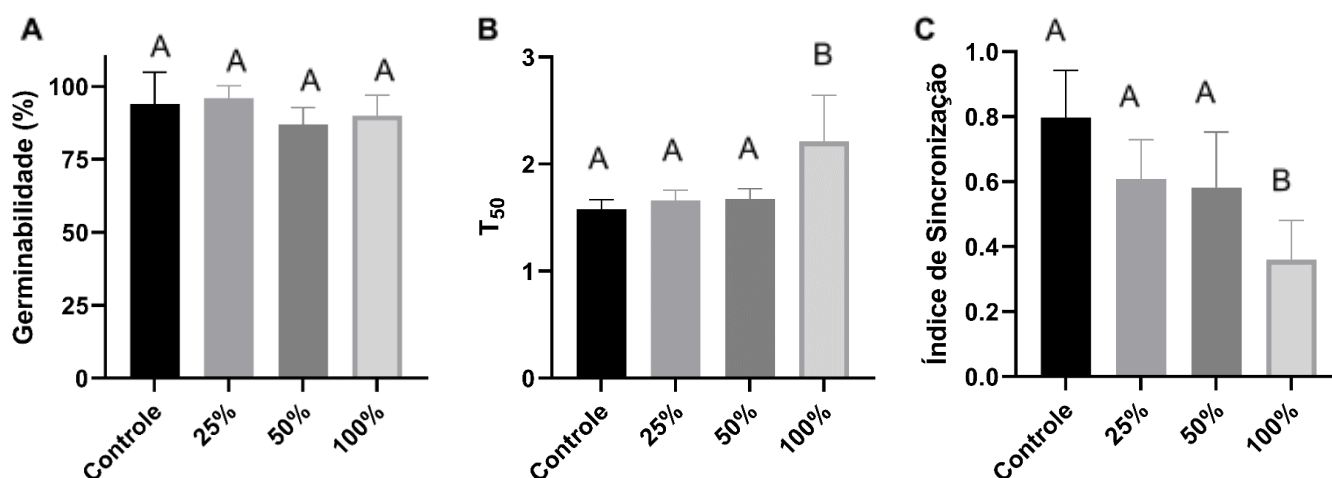 A
Germinabilidade (%)
100
75
50
25
0
A
A
A
A
Controle
25%
50%
100%
B
T50
3
2
1
0
A
A
A
B
Controle
25%
50%
100%
C
Índice de Sincronização
1.0
0.8
0.6
0.4
0.2
0.0
A
A
A
B
Controle
25%
50%
100%